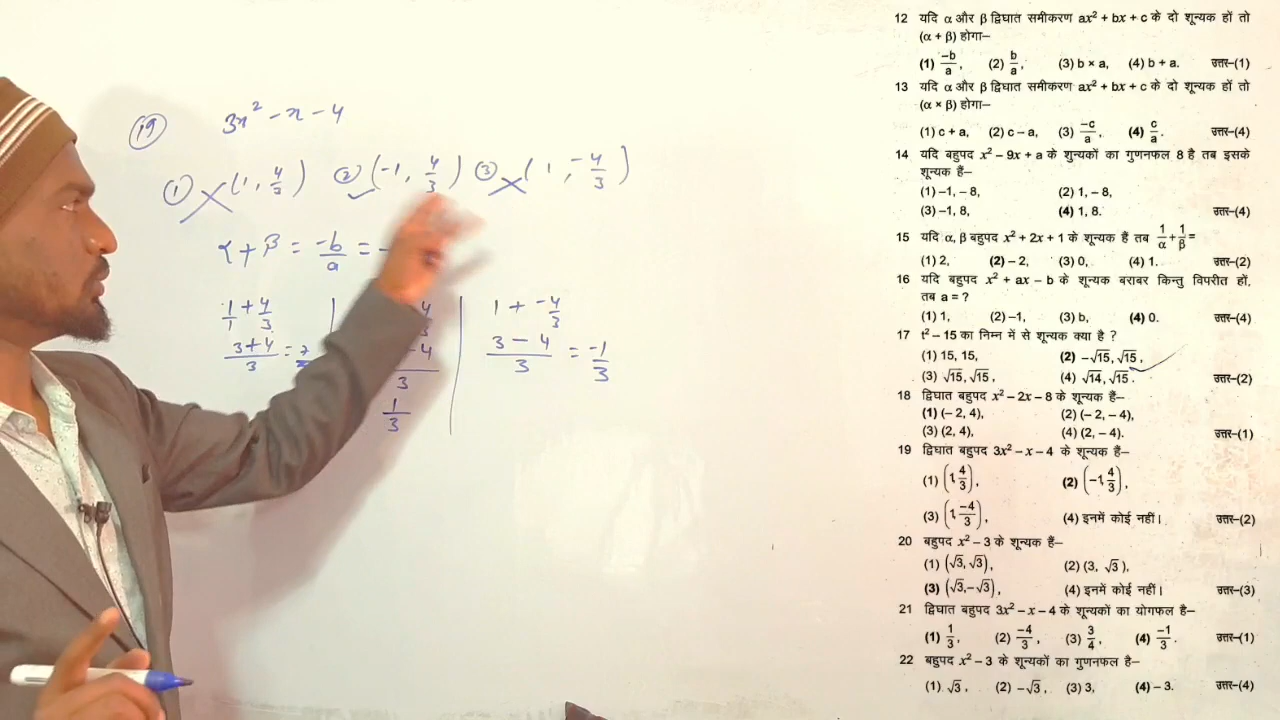 (19) 3x² - x - 4
(1) (1, 4/3) (2) (-1, 4/3) (3) (1, -4/3)
α + β = -b/a =
1/1 + 4/3
(3+4)/3 = 7
-4
3
1/3
1 + -4/3
(3 - 4)/3 = -1/3
12 यदि α और β द्विघात समीकरण ax² + bx + c के दो शून्यक हों तो
(α + β) होगा–
(1) -b/a, (2) b/a, (3) b × a, (4) b + a. उत्तर–(1)
13 यदि α और β द्विघात समीकरण ax² + bx + c के दो शून्यक हों तो
(α × β) होगा–
(1) c + a, (2) c – a, (3) -c/a, (4) c/a. उत्तर–(4)
14 यदि बहुपद x² – 9x + a के शुन्यकों का गुणनफल 8 है तब इसके
शून्यक हैं–
(1) –1, – 8, (2) 1, – 8,
(3) –1, 8, (4) 1, 8. उत्तर–(4)
15 यदि α, β बहुपद x² + 2x + 1 के शून्यक हैं तब 1/α + 1/β =
(1) 2, (2) – 2, (3) 0, (4) 1. उत्तर–(2)
16 यदि बहुपद x² + ax – b के शून्यक बराबर किन्तु विपरीत हों,
तब a = ?
(1) 1, (2) –1, (3) b, (4) 0. उत्तर–(4)
17 t² – 15 का निम्न में से शून्यक क्या है ?
(1) 15, 15, (2) –√15, √15,
(3) √15, √15, (4) √14, √15. उत्तर–(2)
18 द्विघात बहुपद x² – 2x – 8 के शून्यक हैं–
(1) (– 2, 4), (2) (– 2, – 4),
(3) (2, 4), (4) (2, – 4). उत्तर–(1)
19 द्विघात बहुपद 3x² – x – 4 के शून्यक हैं–
(1) (1, 4/3), (2) (–1, 4/3),
(3) (1, -4/3), (4) इनमें कोई नहीं। उत्तर–(2)
20 बहुपद x² – 3 के शून्यक हैं–
(1) (√3, √3), (2) (3, √3),
(3) (√3, –√3), (4) इनमें कोई नहीं। उत्तर–(3)
21 द्विघात बहुपद 3x² – x – 4 के शून्यकों का योगफल है–
(1) 1/3, (2) -4/3, (3) 3/4, (4) -1/3. उत्तर–(1)
22 बहुपद x² – 3 के शून्यकों का गुणनफल है–
(1) √3, (2) –√3, (3) 3, (4) – 3. उत्तर–(4)